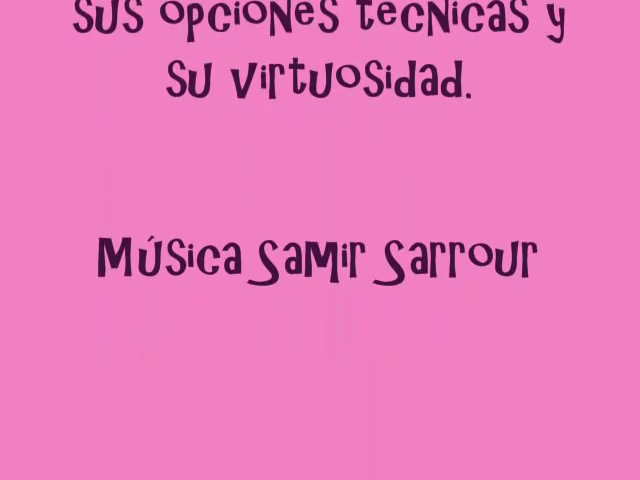 sus opciones tecnicas y
su virtuosidad.
Música Samir Sarrour